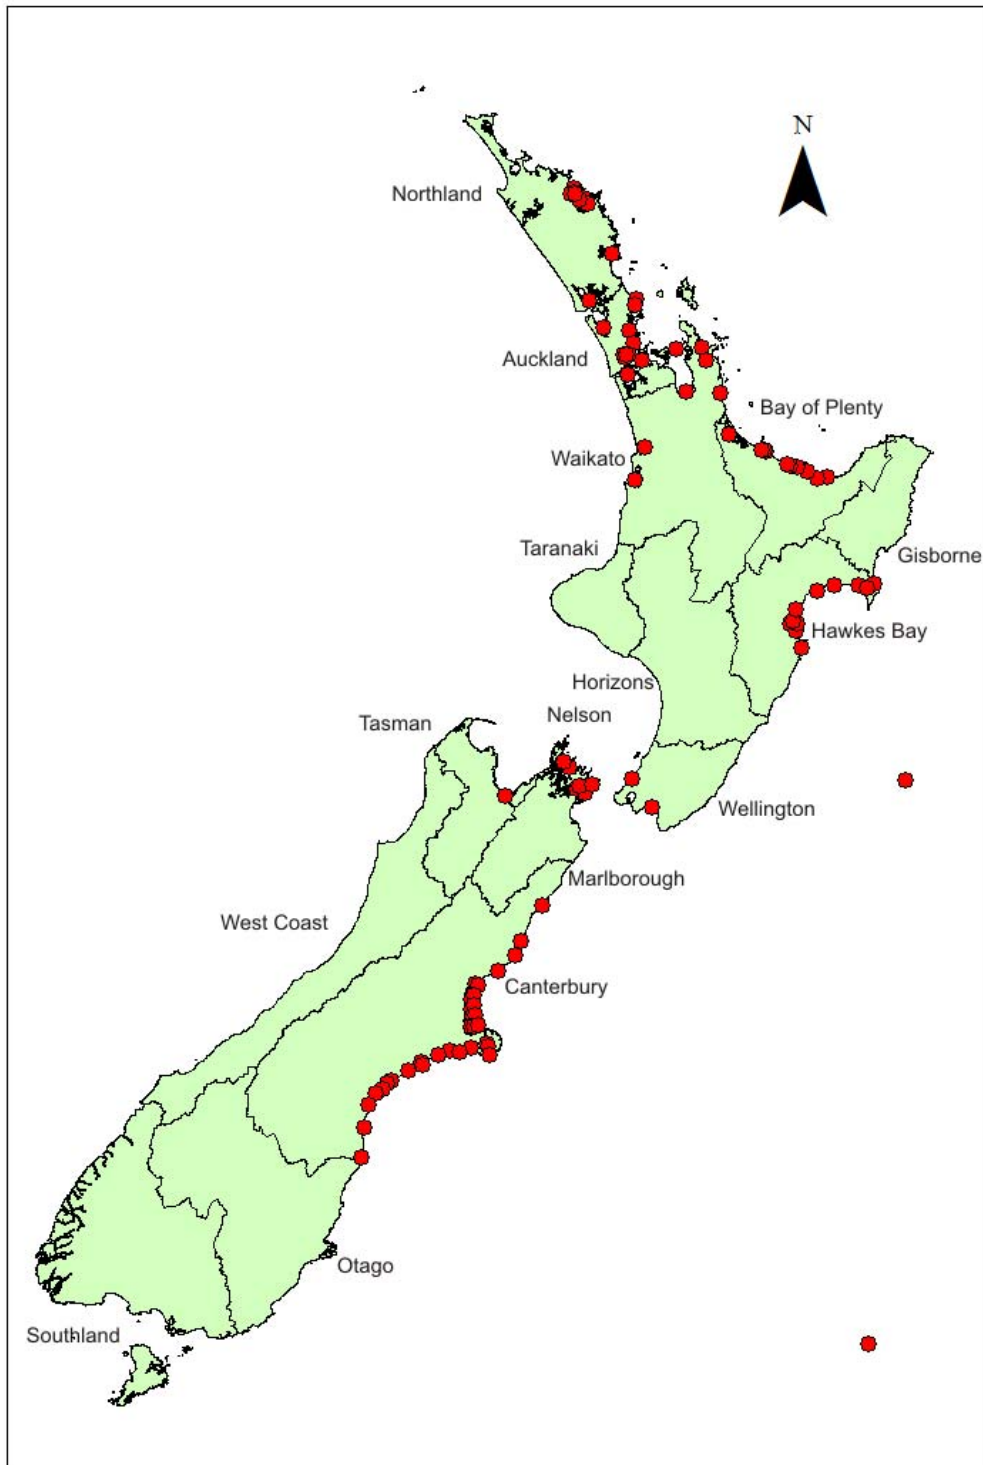 N
Northland
Auckland
Bay of Plenty
Waikato
Taranaki
Gisborne
Hawkes Bay
Horizons
Nelson
Tasman
Wellington
Marlborough
West Coast
Canterbury
Otago
Southland